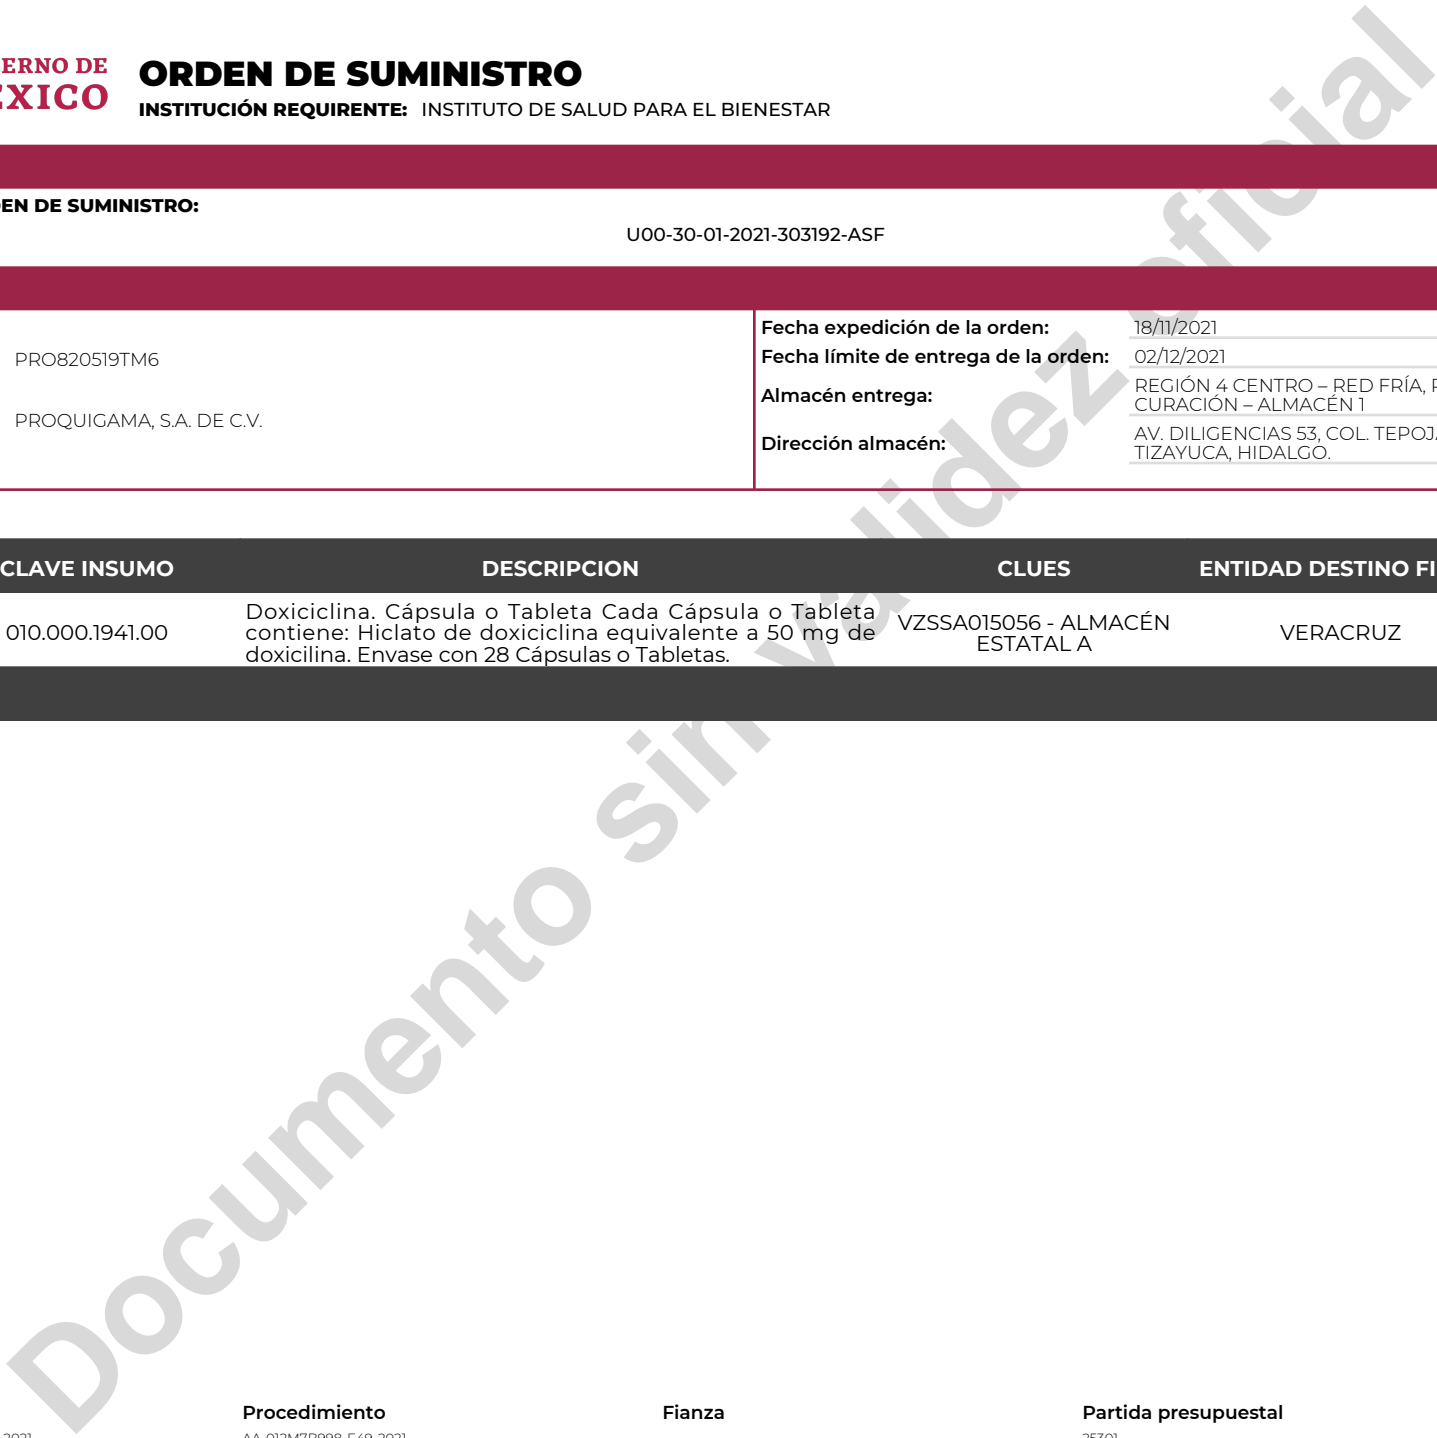 ERNO DE
ÉXICO
ORDEN DE SUMINISTRO
INSTITUCIÓN REQUIRENTE: INSTITUTO DE SALUD PARA EL BIENESTAR
EN DE SUMINISTRO:
U00-30-01-2021-303192-ASF
PRO820519TM6
PROQUIGAMA, S.A. DE C.V.
Fecha expedición de la orden: 18/11/2021
Fecha límite de entrega de la orden: 02/12/2021
Almacén entrega: REGIÓN 4 CENTRO – RED FRÍA,
CURACIÓN – ALMACÉN 1
Dirección almacén: AV. DILIGENCIAS 53, COL. TEPOJ
TIZAYUCA, HIDALGO.
CLAVE INSUMO DESCRIPCION CLUES ENTIDAD DESTINO FI
010.000.1941.00
Doxiciclina. Cápsula o Tableta Cada Cápsula o Tableta
contiene: Hiclato de doxiciclina equivalente a 50 mg de
doxicilina. Envase con 28 Cápsulas o Tabletas.
VZSSA015056 - ALMACÉN
ESTATAL A
VERACRUZ
Documento sin validez oficial
Procedimiento Fianza Partida presupuestal